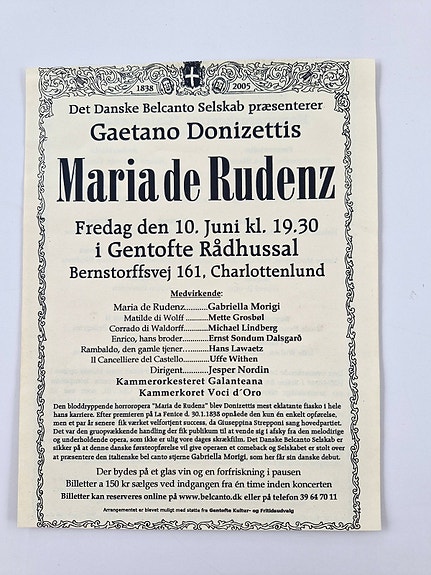 1838 2005
Det Danske Belcanto Selskab præsenterer
Gaetano Donizettis
Maria de Rudenz
Fredag den 10. Juni kl. 19.30
i Gentofte Rådhussal
Bernstorffsvej 161, Charlottenlund
Medvirkende:
Maria de Rudenz..........Gabriella Morigi
Matilde di Wolff ..........Mette Grosbøl
Corrado di Waldorff.......Michael Lindberg
Enrico, hans broder..........Ernst Sondum Dalsgarð
Rambaldo, den gamle tjener.......Hans Lawaetz
Il Cancelliere del Castello........Uffe Withen
Dirigent..........Jesper Nordin
Kammerorkesteret Galanteana
Kammerkoret Voci d´Oro
Den bloddryppende horroropera "Maria de Rudenz" blev Donizettis mest eklatante fiasko i hele
hans karriere. Efter premieren på La Fenice d. 30.1.1838 opnåede den kun én enkelt opførelse,
men et par år senere fik værket velfortjent success, da Giuseppina Strepponi sang hovedpartiet.
Det var den gruopvækkende handling der fik publikum til at vende sig i afsky fra den melodirige
og underholdende opera, som ikke er ulig vore dages skrækfilm. Det Danske Belcanto Selskab er
sikker på at denne danske førsteopførelse vil give operaen et comeback og Selskabet er stolt over
at præsentere den italienske bel canto stjerne Gabriella Morigi, som her får sin danske debut.
Der bydes på et glas vin og en forfriskning i pausen
Billetter a 150 kr sælges ved indgangen fra én time inden koncerten
Billetter kan reserveres online på www.belcanto.dk eller på telefon 39 64 70 11
Arrangementet er blevet muligt med støtte fra Gentofte Kultur- og Fritidsudvalg